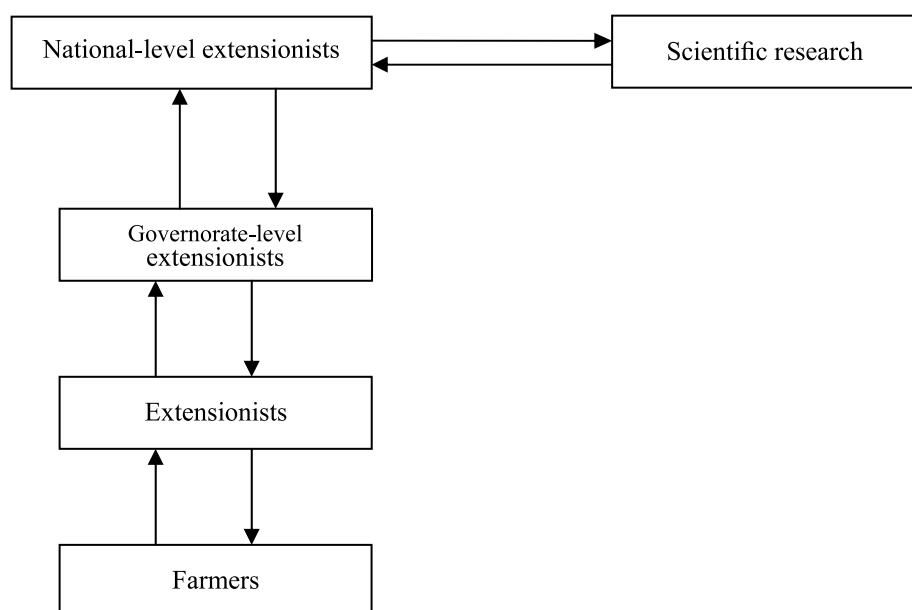 National-level extensionists
Scientific research
Governorate-level
extensionists
Extensionists
Farmers